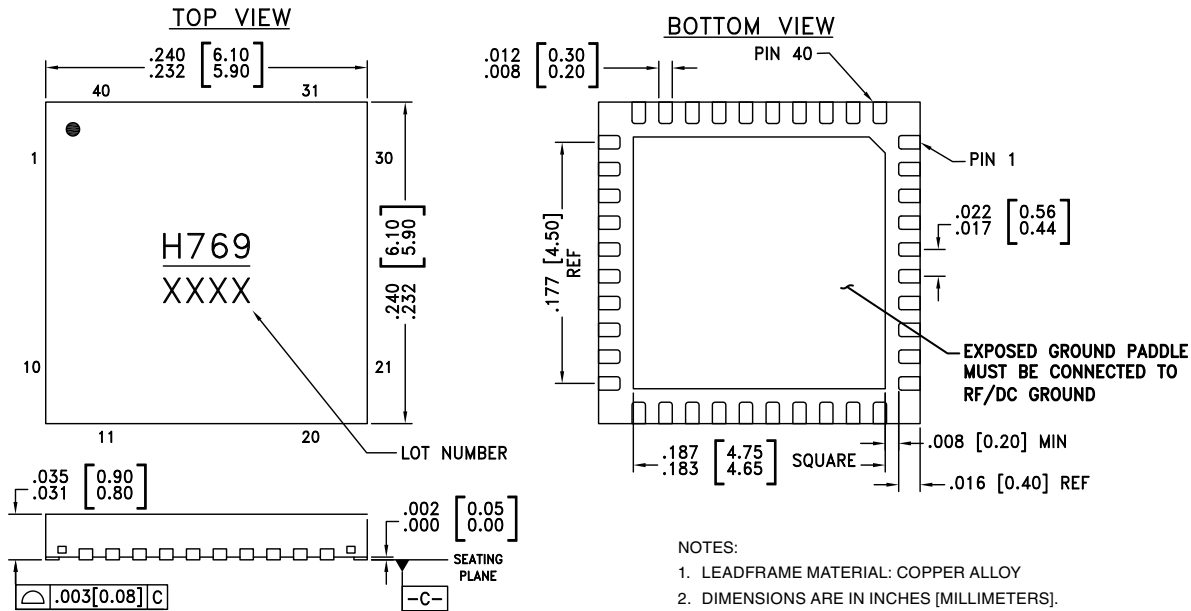 TOP VIEW
.240 [6.10]
.232 [5.90]
40
31
1
30
H769
XXXX
.240 [6.10]
.232 [5.90]
10
21
11
20
LOT NUMBER
.035 [0.90]
.031 [0.80]
.002 [0.05]
.000 [0.00]
SEATING
PLANE
.003[0.08] C
-C-
BOTTOM VIEW
.012 [0.30]
.008 [0.20]
PIN 40
PIN 1
.022 [0.56]
.017 [0.44]
.177 [4.50]
REF
EXPOSED GROUND PADDLE
MUST BE CONNECTED TO
RF/DC GROUND
.008 [0.20] MIN
.187 [4.75]
.183 [4.65]
SQUARE
.016 [0.40] REF
NOTES:
1. LEADFRAME MATERIAL: COPPER ALLOY
2. DIMENSIONS ARE IN INCHES [MILLIMETERS].